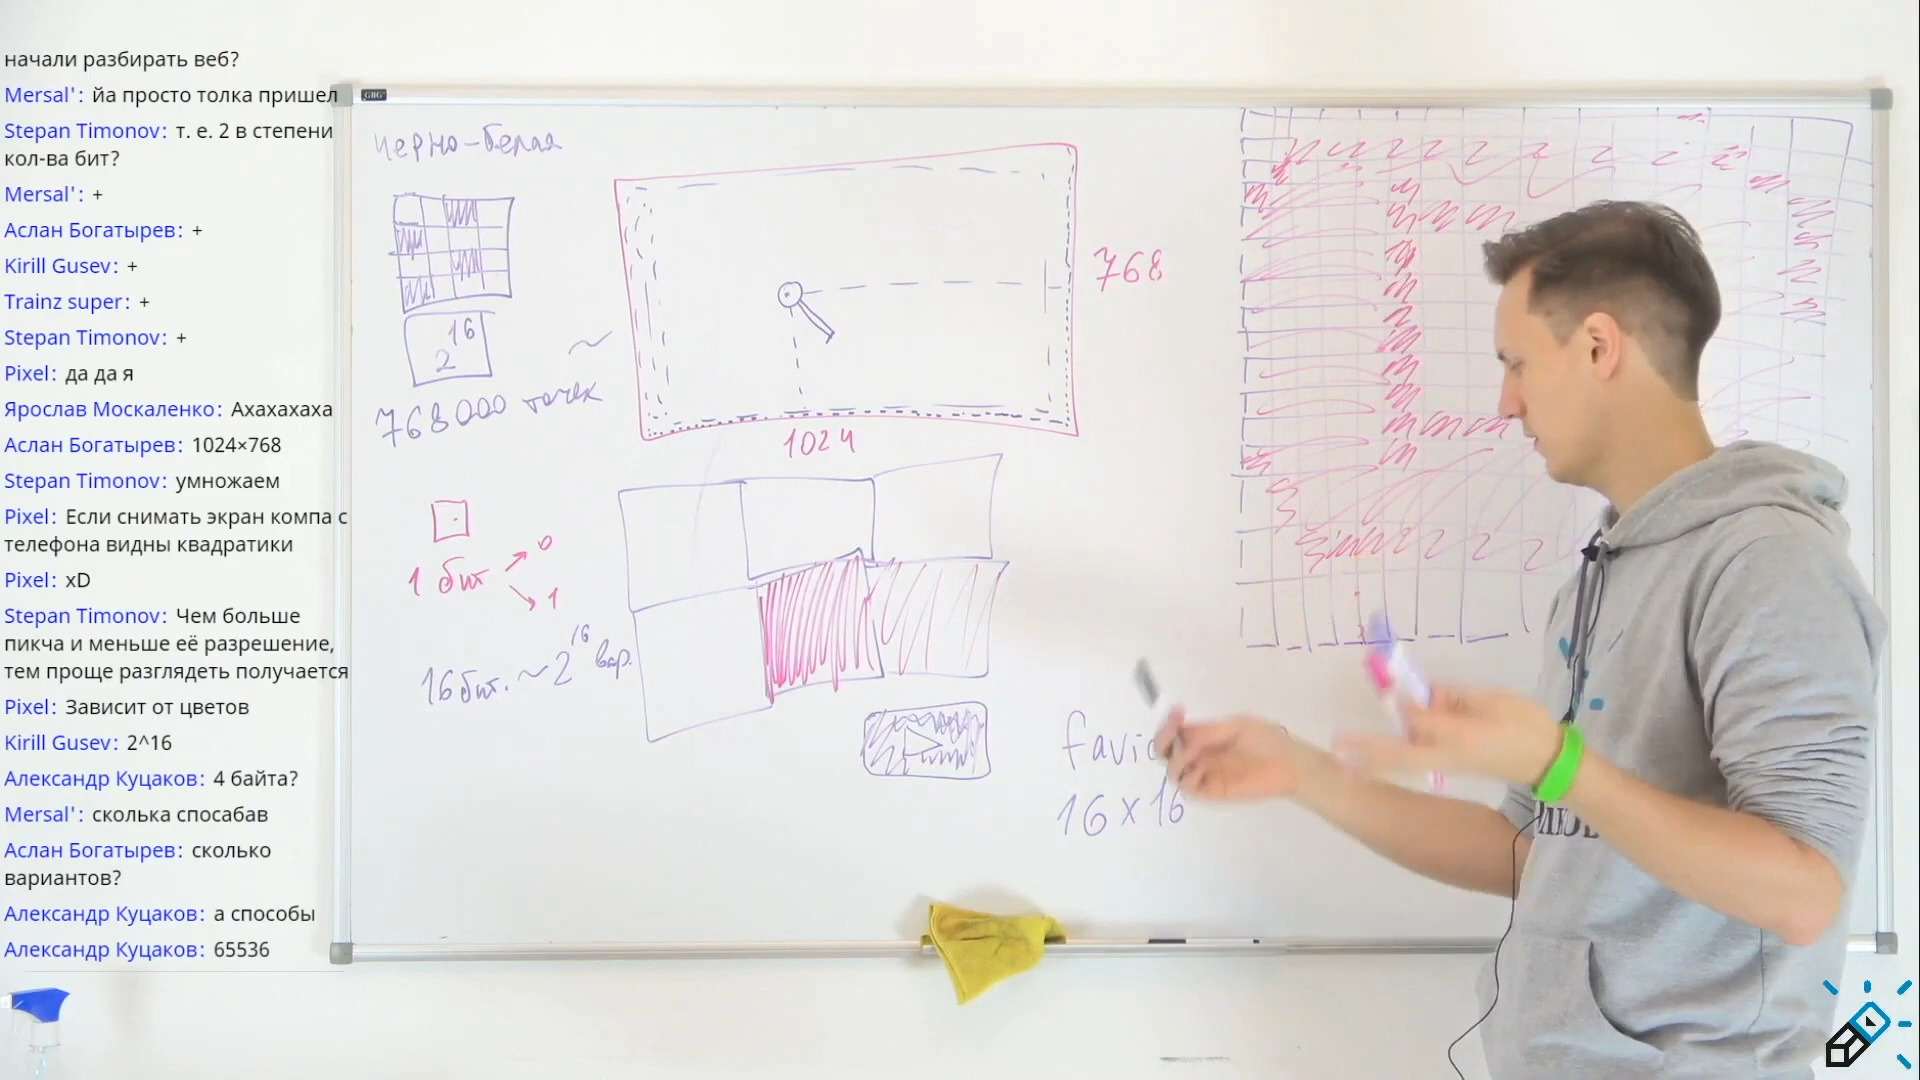 начали разбирать веб?
Mersal': йа просто толка пришел
Stepan Timonov: т. е. 2 в степени
кол-ва бит?
Mersal': +
Аслан Богатырев: +
Kirill Gusev: +
Trainz super: +
Stepan Timonov: +
Pixel: да да я
Ярослав Москаленко: Ахахахаха
Аслан Богатырев: 1024×768
Stepan Timonov: умножаем
Pixel: Если снимать экран компа с
телефона видны квадратики
Pixel: xD
Stepan Timonov: Чем больше
пикча и меньше её разрешение,
тем проще разглядеть получается
Pixel: Зависит от цветов
Kirill Gusev: 2^16
Александр Куцаков: 4 байта?
Mersal': сколька спасабав
Аслан Богатырев: сколько
вариантов?
Александр Куцаков: а способы
Александр Куцаков: 65536
GBG
черно-белая
2^16
768000 точек
768
1024
1 бит
0
1
16 бит. ~ 2^16 вар.
favic
16 x 16